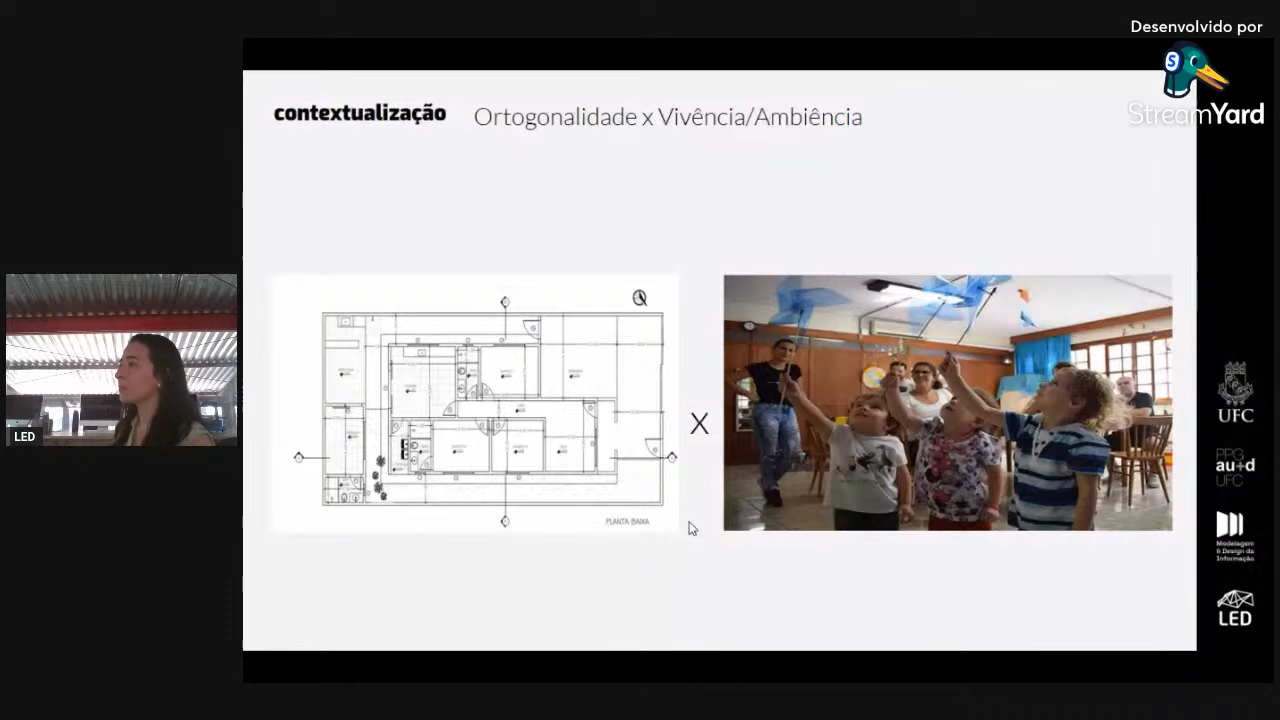 Desenvolvido por
StreamYard
contextualização
Ortogonalidade x Vivência/Ambiência
X
PLANTA BAIXA
LED
UFC
PPG
au+d
UFC
Modelagem
& Design da
Informação
LED